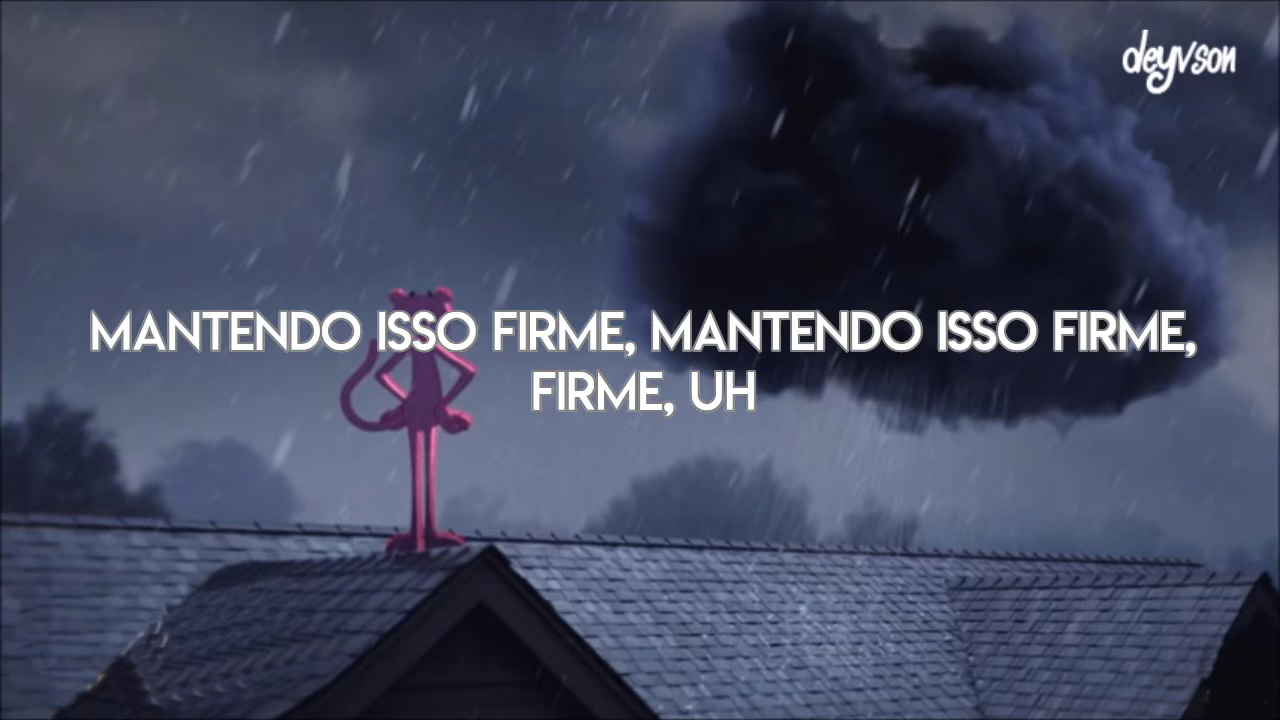 deyvson
MANTENDO ISSO FIRME, MANTENDO ISSO FIRME,
FIRME, UH